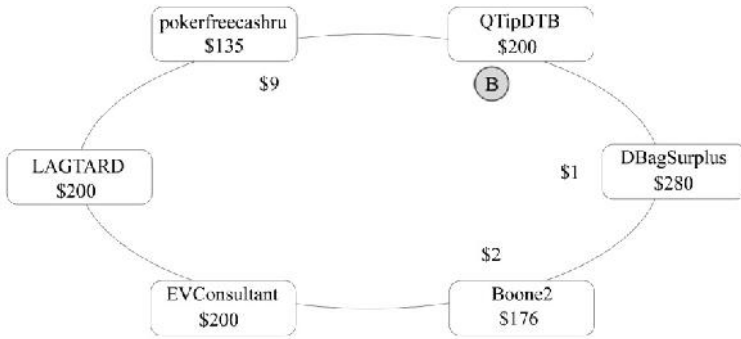 pokerfreecashru
$135
QTipDTB
$200
$9
B
LAGTARD
$200
$1
DBagSurplus
$280
$2
EVConsultant
$200
Boone2
$176